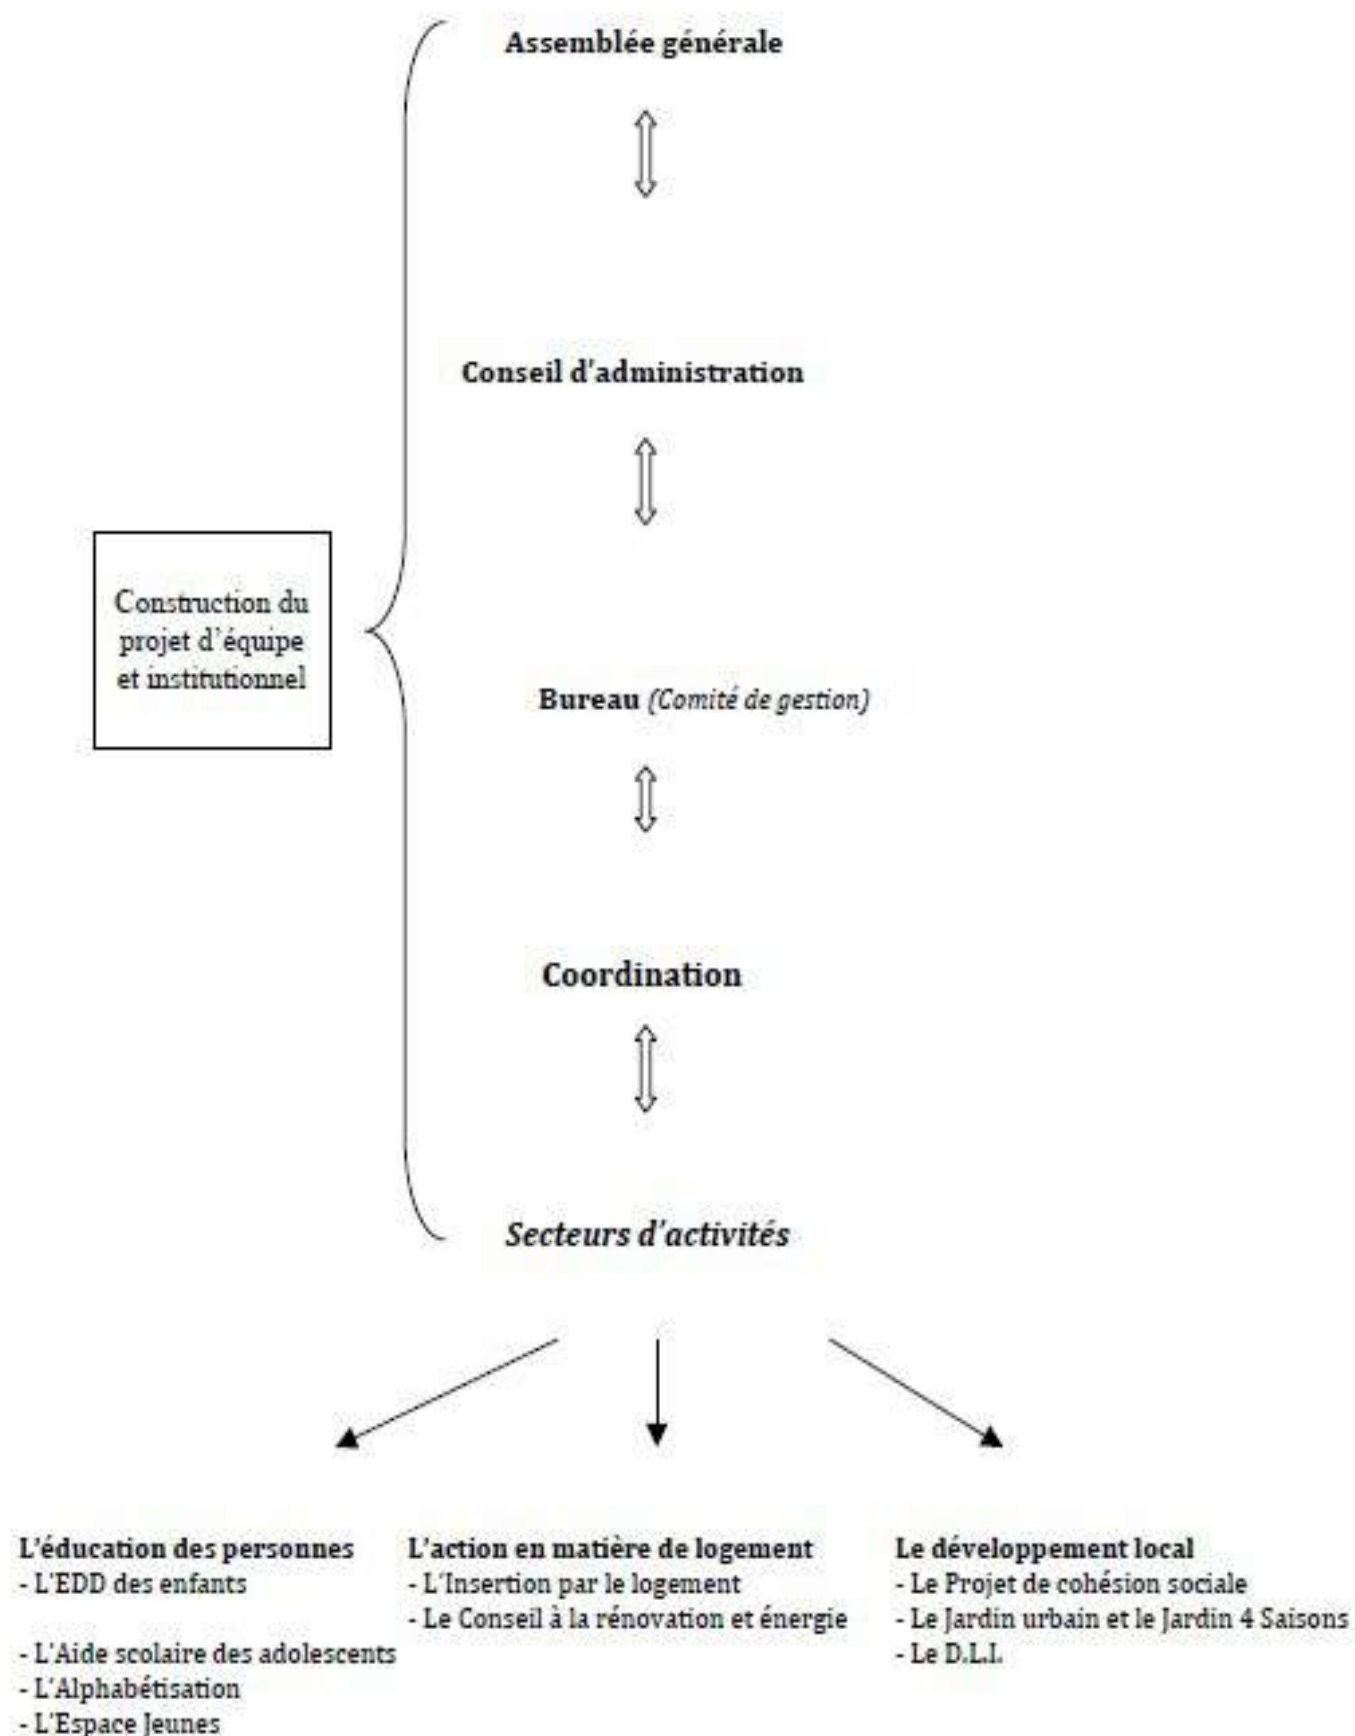 Assemblée générale
Conseil d'administration
Construction du
projet d'équipe
et institutionnel
Bureau (Comité de gestion)
Coordination
Secteurs d'activités
L'éducation des personnes
- L'EDD des enfants
- L'Aide scolaire des adolescents
- L'Alphabétisation
- L'Espace Jeunes
L'action en matière de logement
- L'Insertion par le logement
- Le Conseil à la rénovation et énergie
Le développement local
- Le Projet de cohésion sociale
- Le Jardin urbain et le Jardin 4 Saisons
- Le D.L.I.